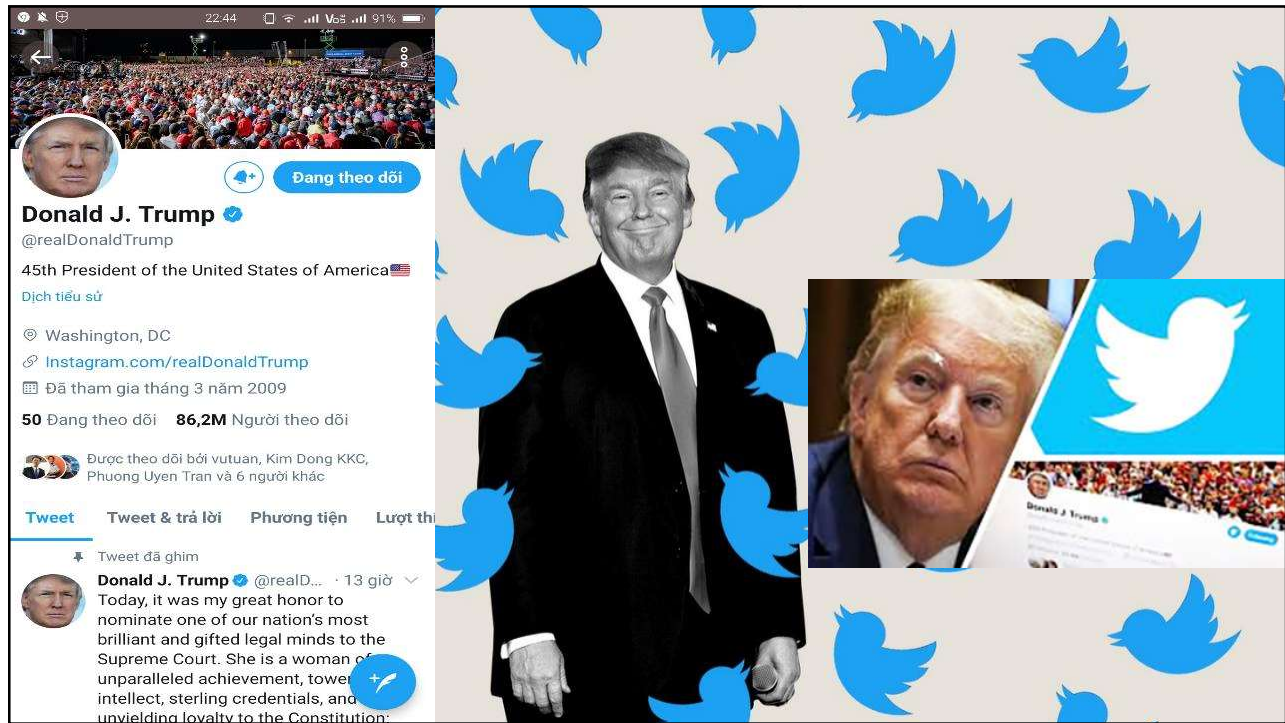 22:44
91%
Đang theo dõi
Donald J. Trump
@realDonaldTrump
45th President of the United States of America
Dịch tiểu sử
Washington, DC
Instagram.com/realDonaldTrump
Đã tham gia tháng 3 năm 2009
50 Đang theo dõi 86,2M Người theo dõi
Được theo dõi bởi vutuan, Kim Dong KKC,
Phuong Uyen Tran và 6 người khác
Tweet Tweet & trả lời Phương tiện Lượt thí
Tweet đã ghim
Donald J. Trump @realD... · 13 giờ
Today, it was my great honor to
nominate one of our nation's most
brilliant and gifted legal minds to the
Supreme Court. She is a woman of
unparalleled achievement, tower
intellect, sterling credentials, and
unyielding loyalty to the Constitution:
Donald J. Trump